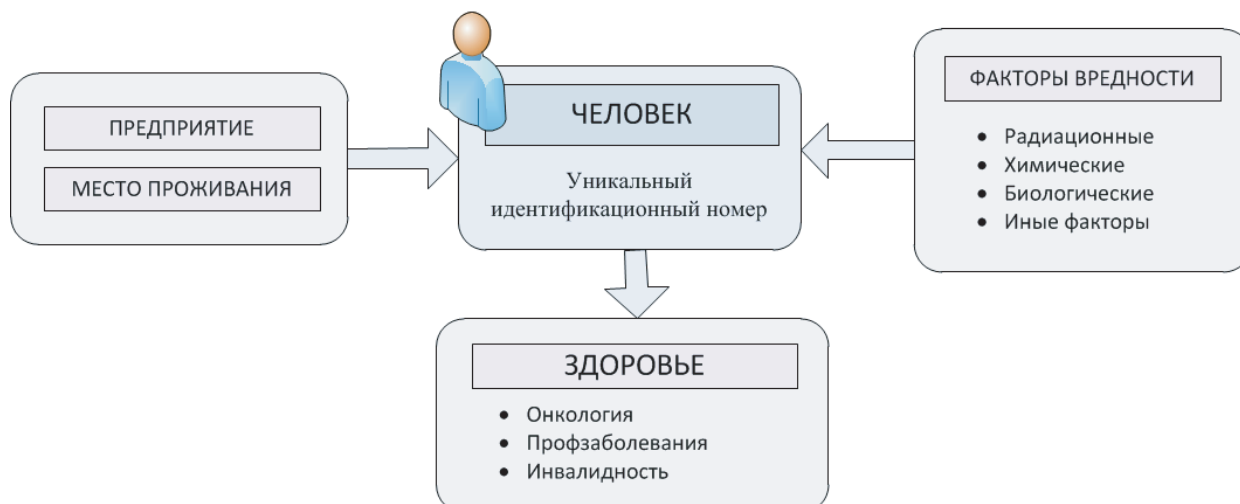 ПРЕДПРИЯТИЕ
МЕСТО ПРОЖИВАНИЯ
ЧЕЛОВЕК
Уникальный
идентификационный номер
ФАКТОРЫ ВРЕДНОСТИ
● Радиационные
● Химические
● Биологические
● Иные факторы
ЗДОРОВЬЕ
● Онкология
● Профзаболевания
● Инвалидность